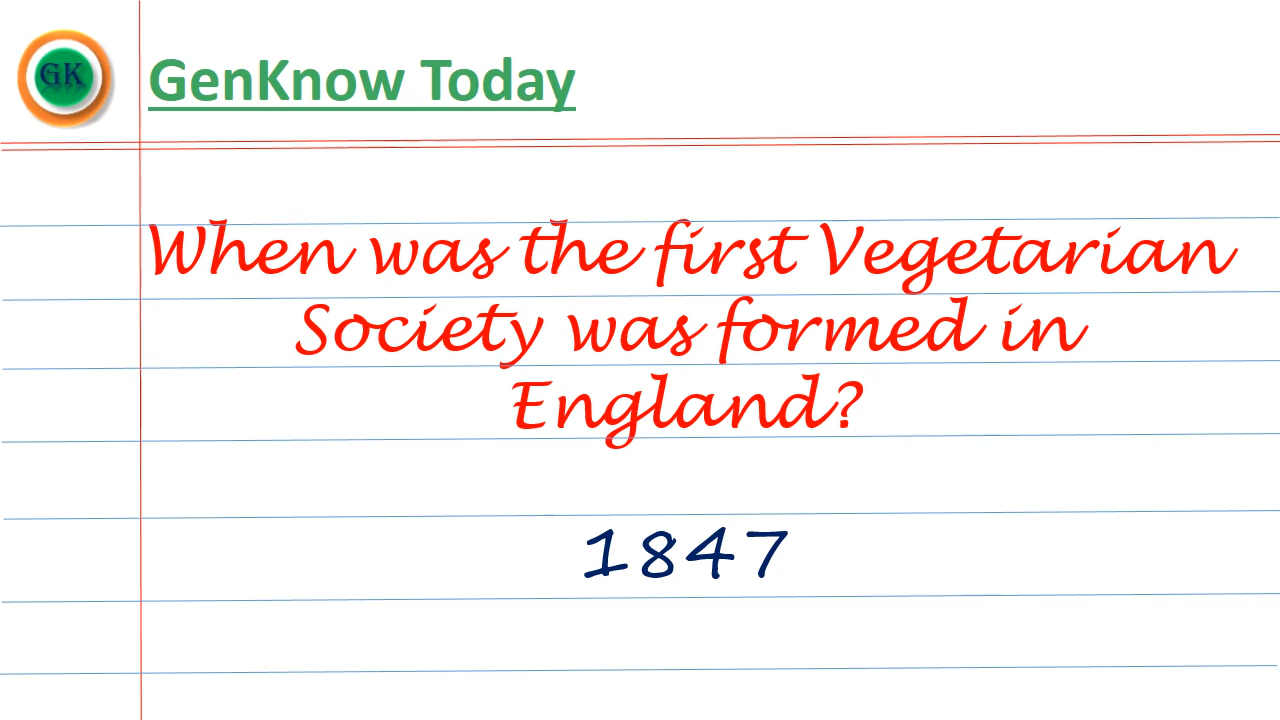 GK
GenKnow Today
When was the first Vegetarian
Society was formed in
England?
1847